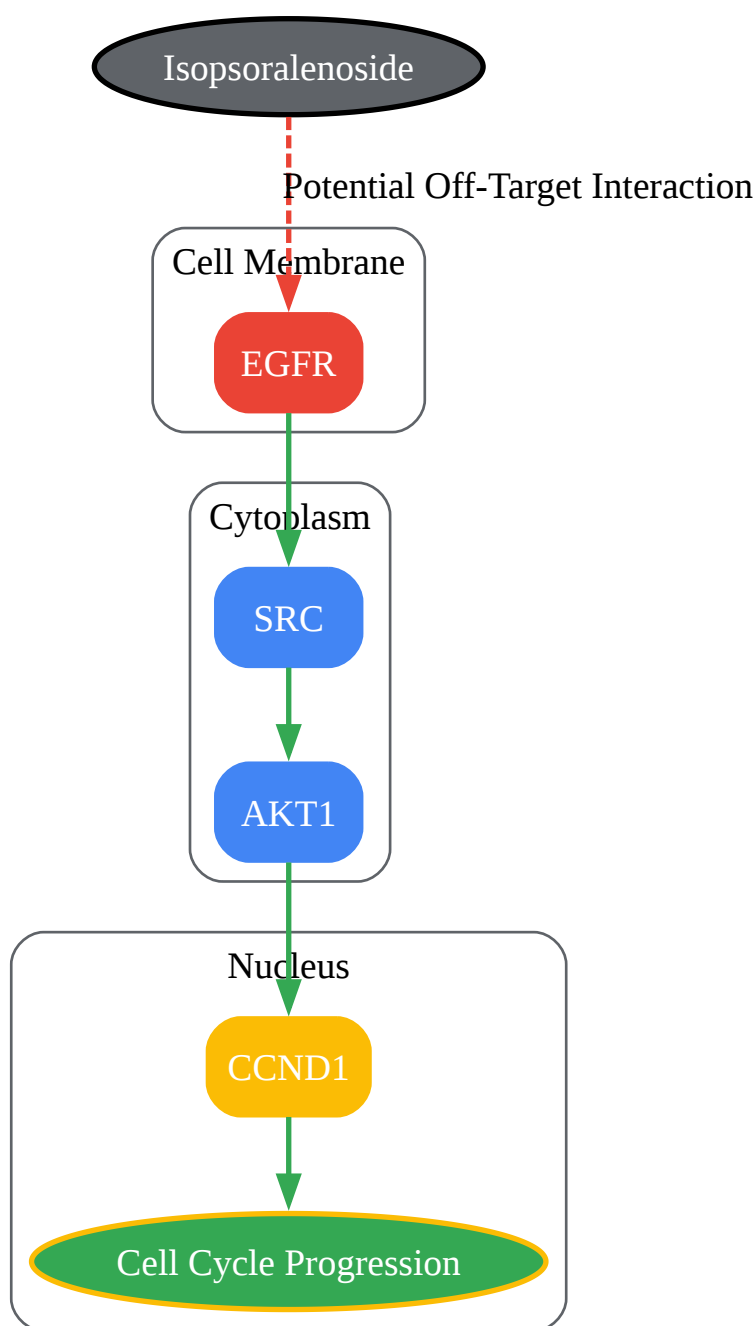 Isopsoralenoside
Potential Off-Target Interaction
Cell Membrane
EGFR
Cytoplasm
SRC
AKT1
Nucleus
CCND1
Cell Cycle Progression